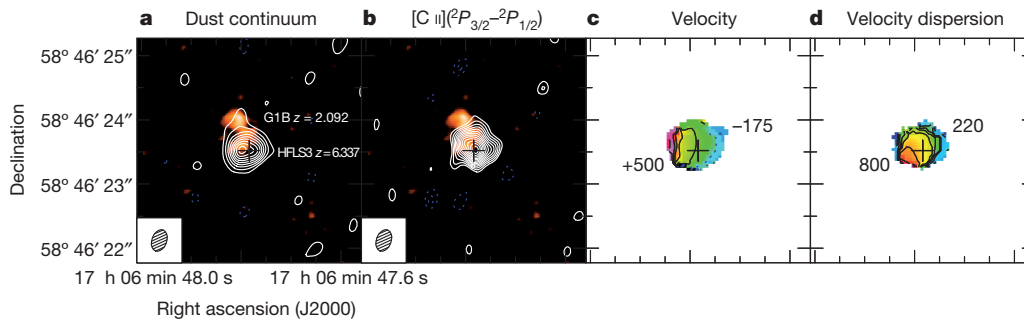 a Dust continuum
b [C II](²P3/2–²P1/2)
c Velocity
d Velocity dispersion
Declination
58° 46′ 25″
58° 46′ 24″
58° 46′ 23″
58° 46′ 22″
G1B z = 2.092
HFLS3 z=6.337
+500
–175
800
220
17 h 06 min 48.0 s
17 h 06 min 47.6 s
Right ascension (J2000)